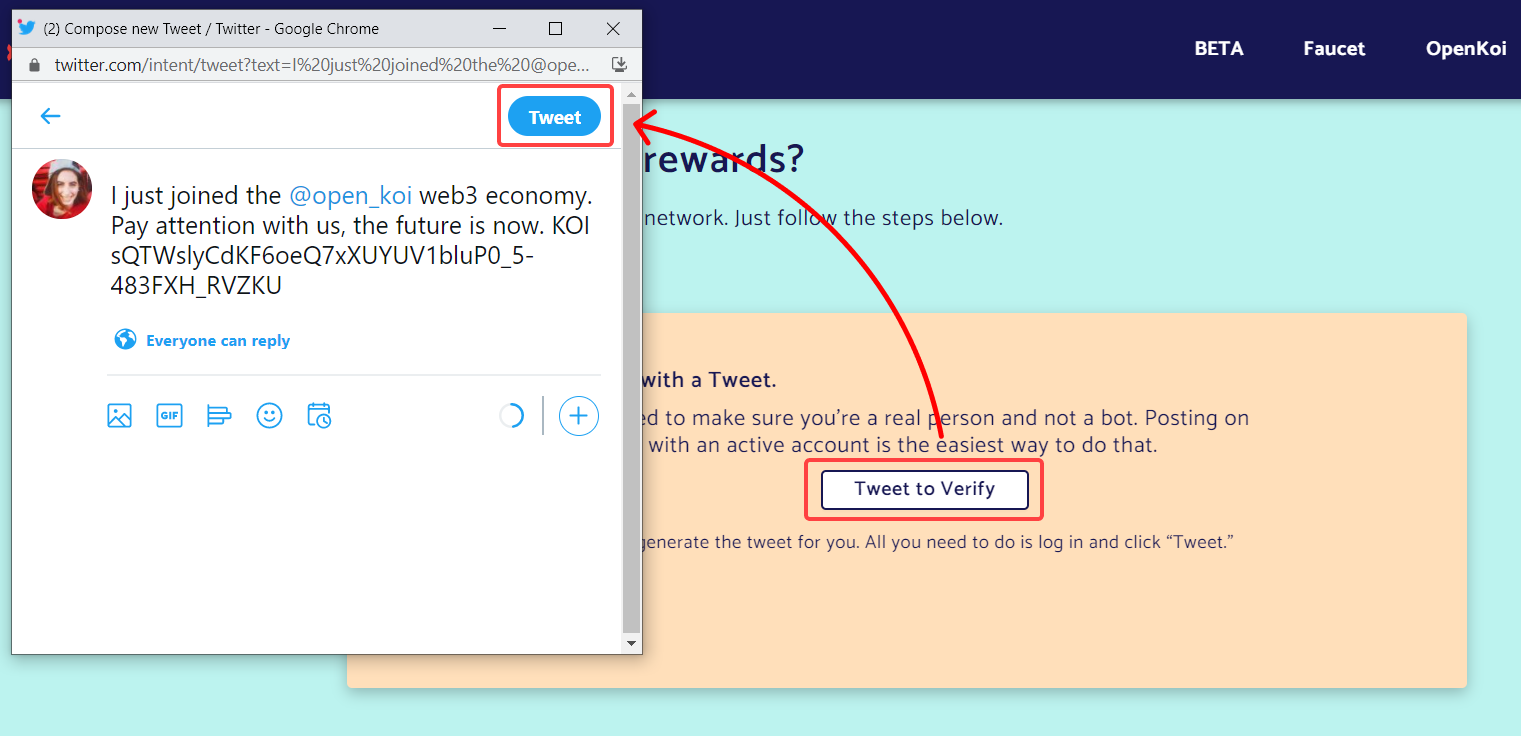 (2) Compose new Tweet / Twitter - Google Chrome
twitter.com/intent/tweet?text=I%20just%20joined%20the%20@ope...
BETA
Faucet
OpenKoi
Tweet
I just joined the @open_koi web3 economy.
Pay attention with us, the future is now. KOI
sQTWslyCdKF6oeQ7xXUYUV1bluP0_5-
483FXH_RVZKU
Everyone can reply
GIF
rewards?
network. Just follow the steps below.
with a Tweet.
ed to make sure you're a real person and not a bot. Posting on
with an active account is the easiest way to do that.
Tweet to Verify
generate the tweet for you. All you need to do is log in and click “Tweet.”